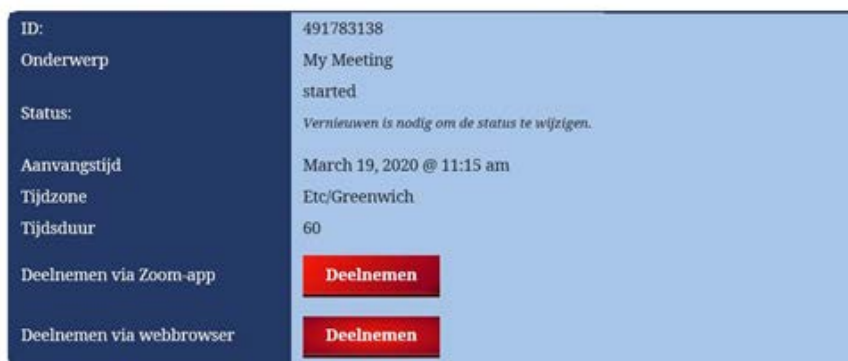 ID: 491783138
Onderwerp My Meeting
Status: started
Vernieuwen is nodig om de status te wijzigen.
Aanvangstijd March 19, 2020 @ 11:15 am
Tijdzone Etc/Greenwich
Tijdsduur 60
Deelnemen via Zoom-app Deelnemen
Deelnemen via webbrowser Deelnemen